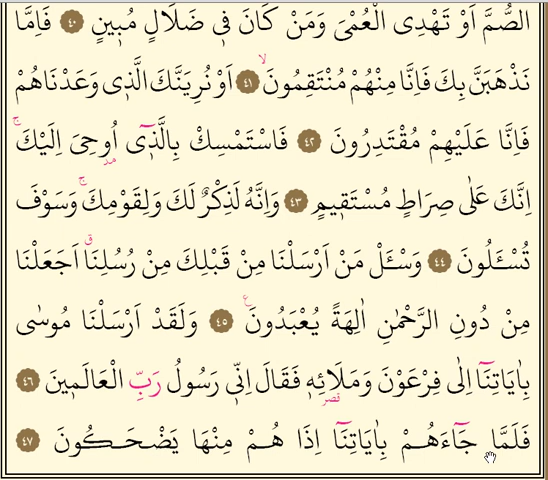 الصُّمَّ اَوْ تَهْدِى الْعُمْىَ وَمَنْ كَانَ فٖى ضَلَالٍ مُبٖينٍ ﴿٤٠﴾ فَاِمَّا
نَذْهَبَنَّ بِكَ فَاِنَّا مِنْهُمْ مُنْتَقِمُونَۙ ﴿٤١﴾ اَوْ نُرِيَنَّكَ الَّذٖى وَعَدْنَاهُمْ
فَاِنَّا عَلَيْهِمْ مُقْتَدِرُونَ ﴿٤٢﴾ فَاسْتَمْسِكْ بِالَّذٖٓى اُوحِىَ اِلَيْكَۚ
اِنَّكَ عَلٰى صِرَاطٍ مُسْتَقٖيمٍ ﴿٤٣﴾ وَاِنَّهُ لَذِكْرٌ لَكَ وَلِقَوْمِكَۚ وَسَوْفَ
تُسْـَٔلُونَ ﴿٤٤﴾ وَسْـَٔلْ مَنْ اَرْسَلْنَا مِنْ قَبْلِكَ مِنْ رُسُلِنَا اَجَعَلْنَا
مِنْ دُونِ الرَّحْمٰنِ اٰلِهَةً يُعْبَدُونَ ﴿٤٥﴾ وَلَقَدْ اَرْسَلْنَا مُوسٰى
بِاٰيَاتِنَٓا اِلٰى فِرْعَوْنَ وَمَلَائِهٖ فَقَالَ اِنّٖى رَسُولُ رَبِّ الْعَالَمٖينَ ﴿٤٦﴾
فَلَمَّا جَٓاءَهُمْ بِاٰيَاتِنَٓا اِذَا هُمْ مِنْهَا يَضْحَكُونَ ﴿٤٧﴾